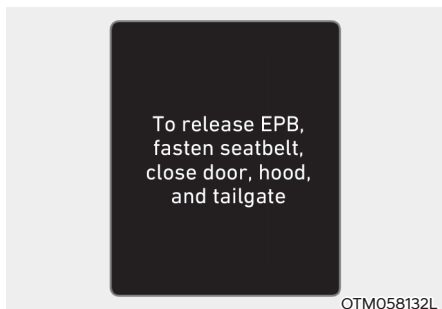 To release EPB,
fasten seatbelt,
close door, hood,
and tailgate
OTM058132L